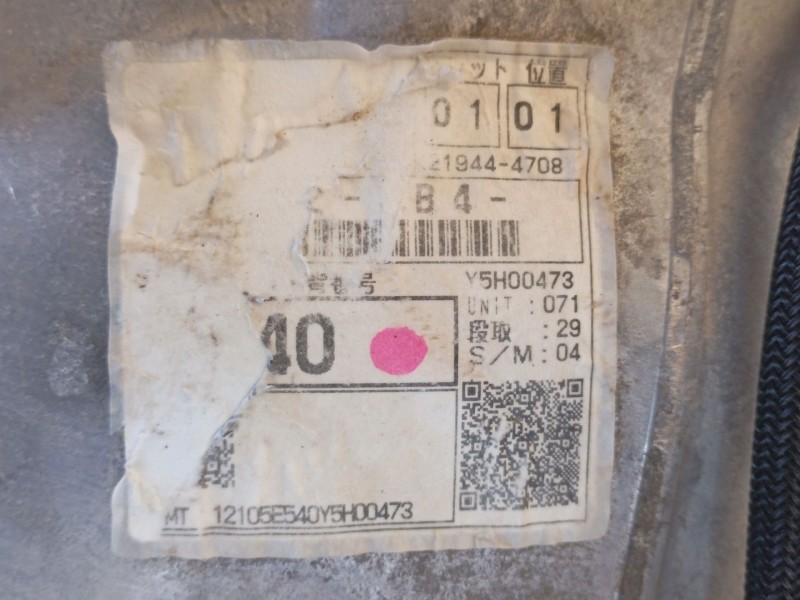 ット 位置
01 01
21944-4708
B4-
番号 Y5H00473
UNIT : 071
40 段取 : 29
S/M : 04
MT 12105E540Y5H00473